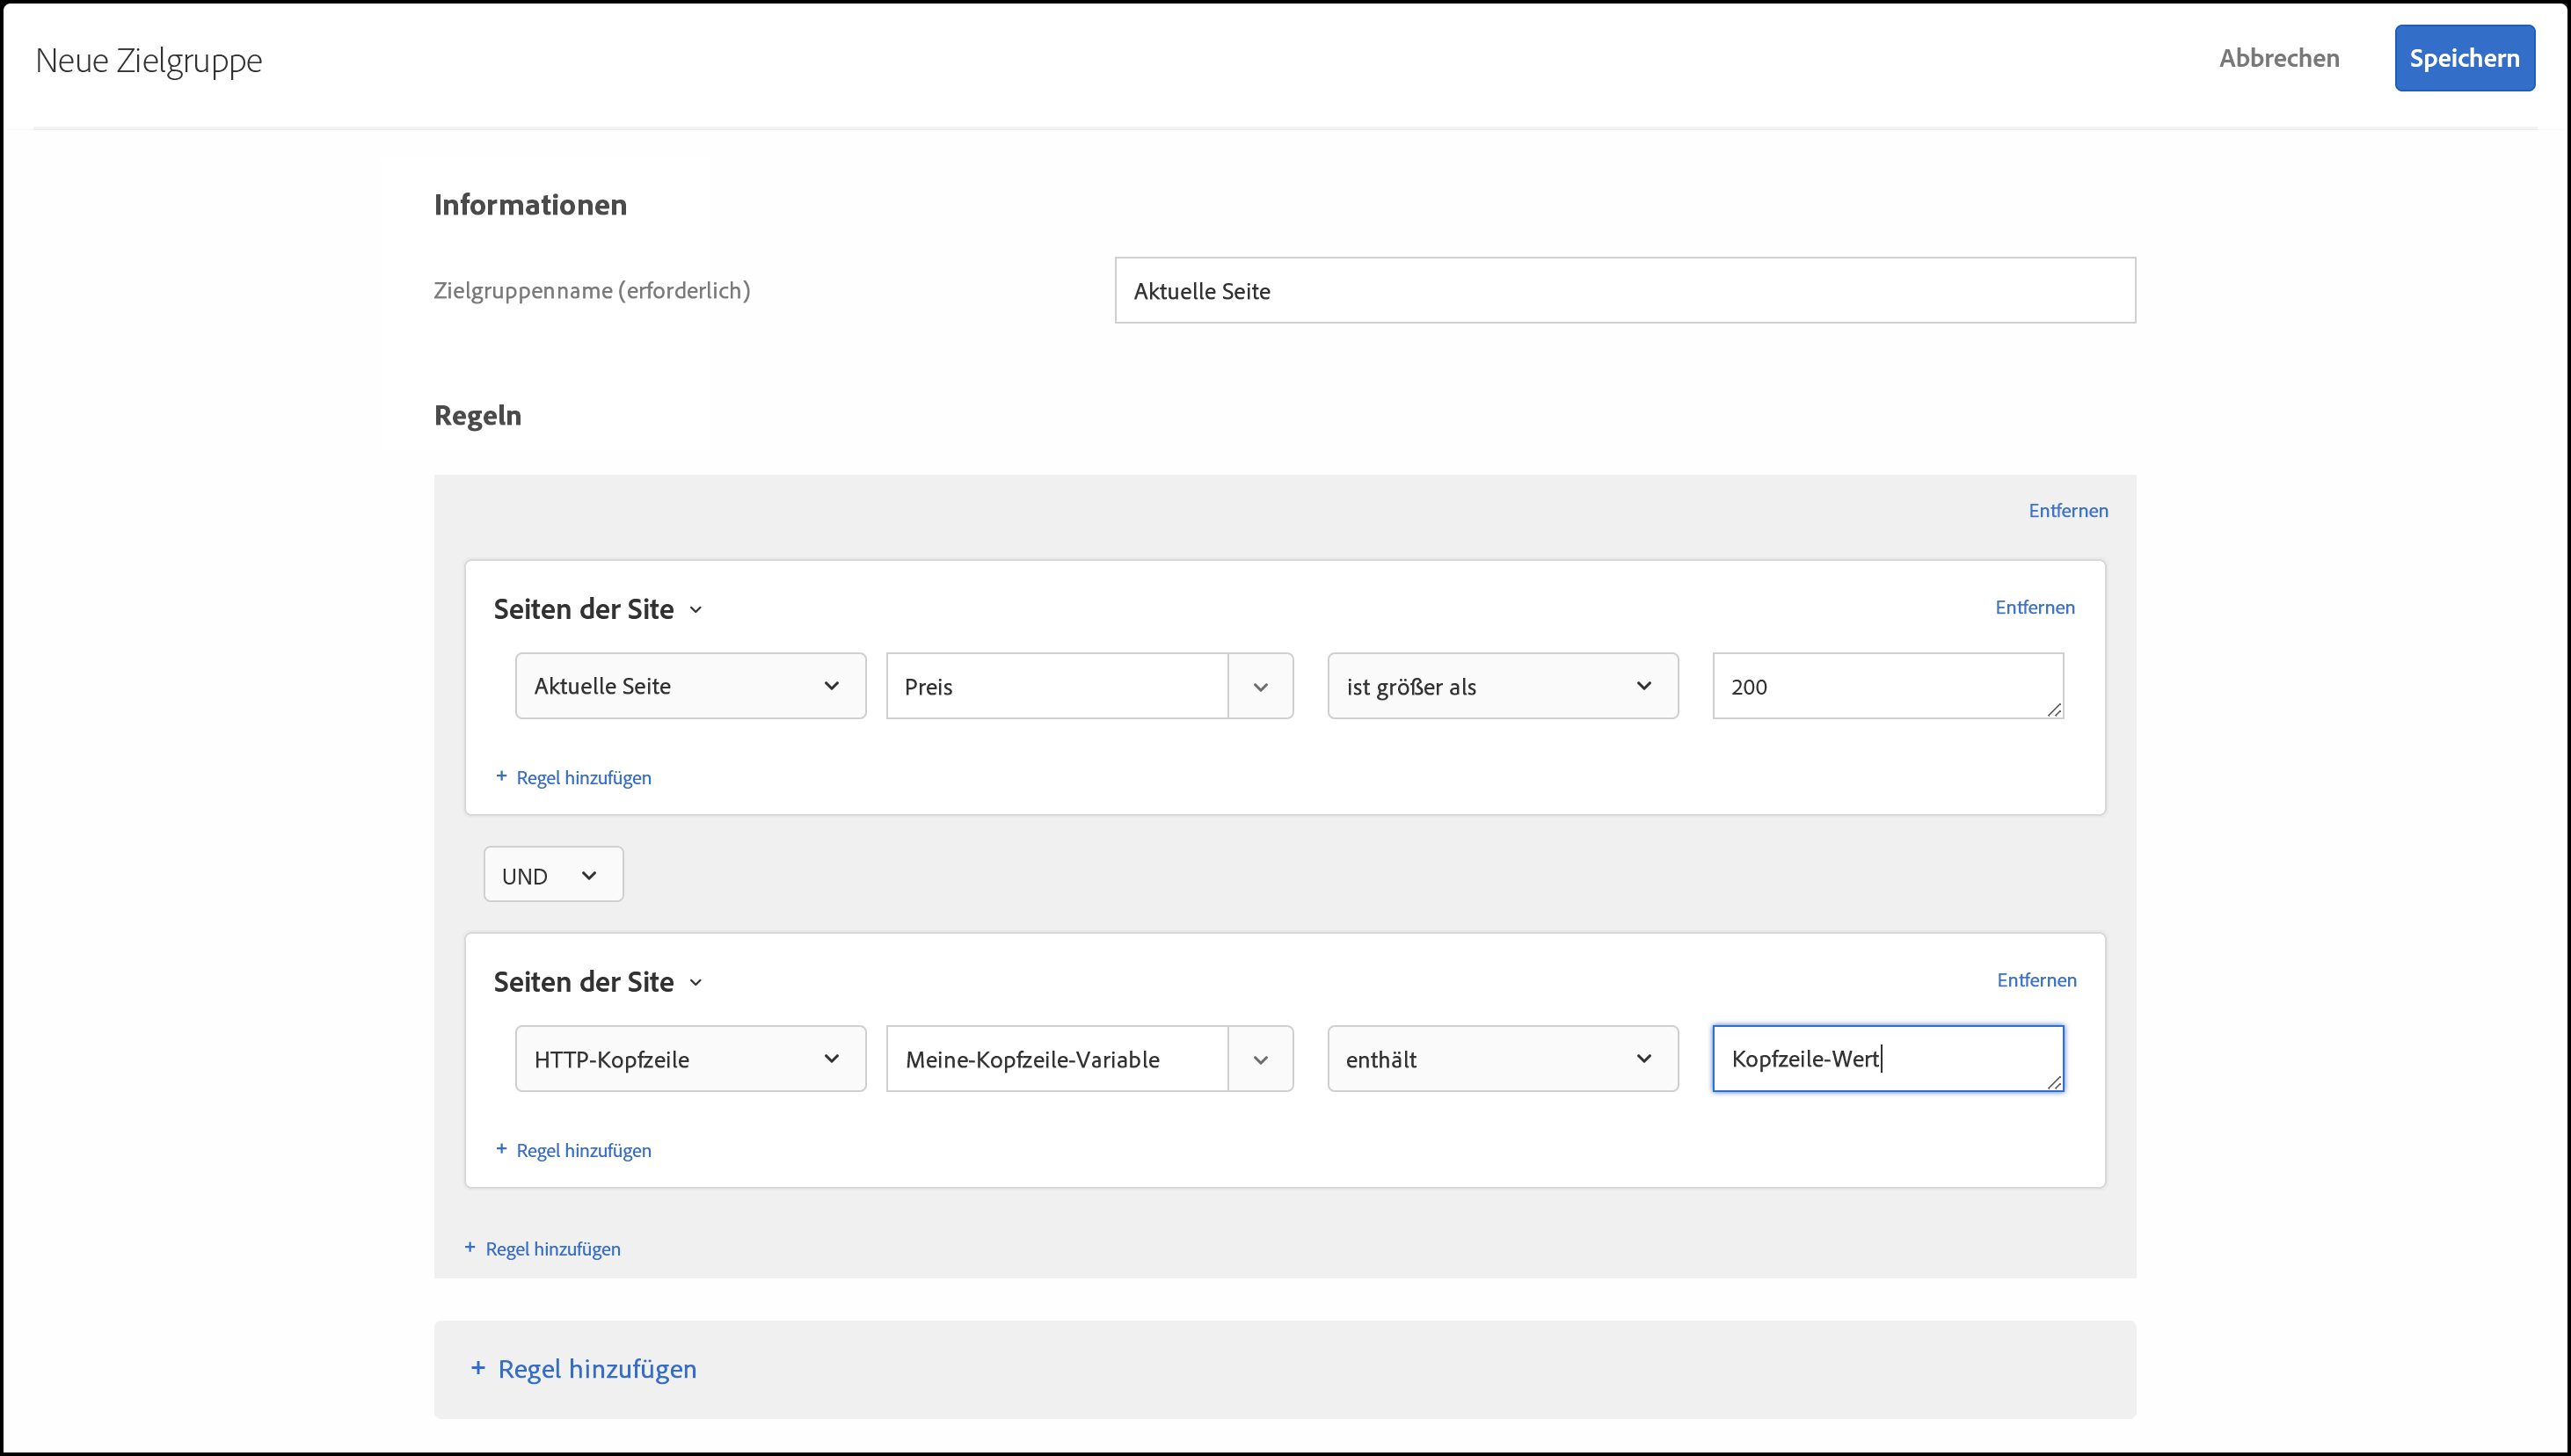 Neue Zielgruppe
Abbrechen
Speichern
Informationen
Zielgruppenname (erforderlich)
Aktuelle Seite
Regeln
Entfernen
Seiten der Site
Entfernen
Aktuelle Seite
Preis
ist größer als
200
+ Regel hinzufügen
UND
Seiten der Site
Entfernen
HTTP-Kopfzeile
Meine-Kopfzeile-Variable
enthält
Kopfzeile-Wert
+ Regel hinzufügen
+ Regel hinzufügen
+ Regel hinzufügen